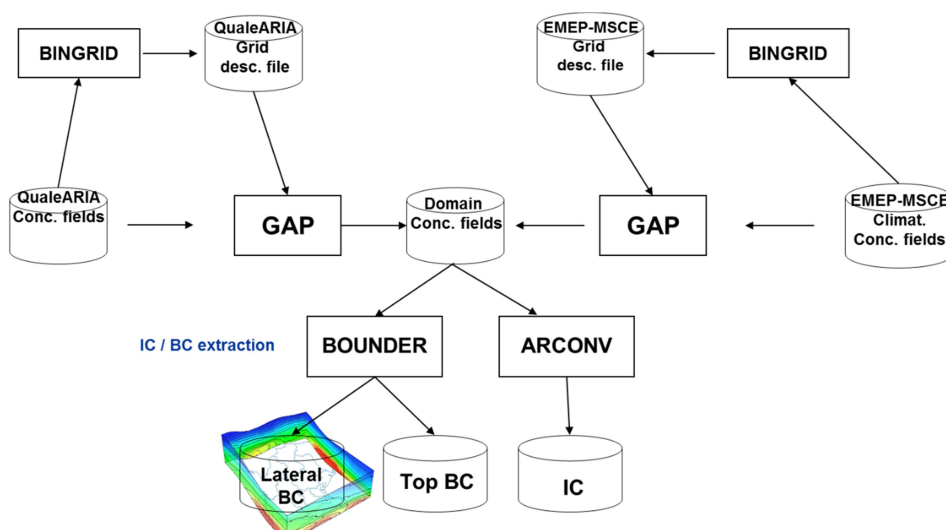 QualeARIA
Grid
desc. file
EMEP-MSCE
Grid
desc. file
BINGRID
BINGRID
QualeARIA
Conc. fields
GAP
Domain
Conc. fields
GAP
EMEP-MSCE
Climat.
Conc. fields
IC / BC extraction
BOUNDER
ARCONV
Lateral
BC
Top BC
IC